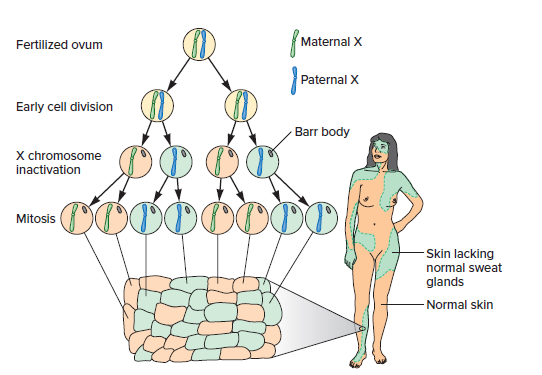 Fertilized ovum
Maternal X
Paternal X
Early cell division
Barr body
X chromosome
inactivation
Mitosis
Skin lacking
normal sweat
glands
Normal skin